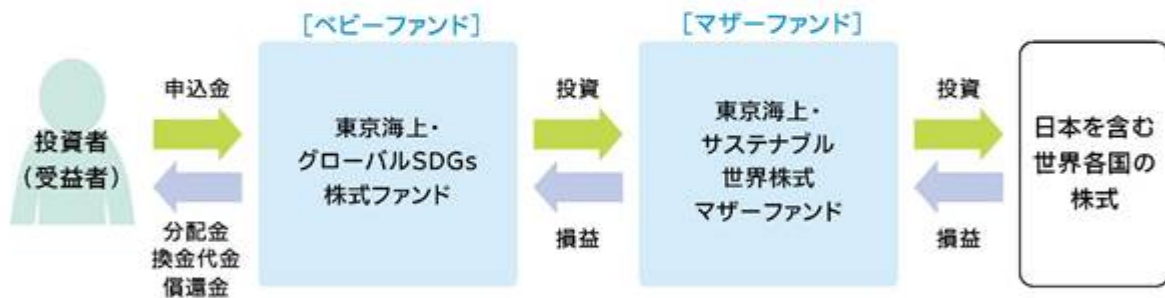 [ベビーファンド]
[マザーファンド]
投資者
（受益者）
申込金
分配金
換金代金
償還金
東京海上・
グローバルSDGs
株式ファンド
投資
損益
東京海上・
サステナブル
世界株式
マザーファンド
投資
損益
日本を含む
世界各国の
株式